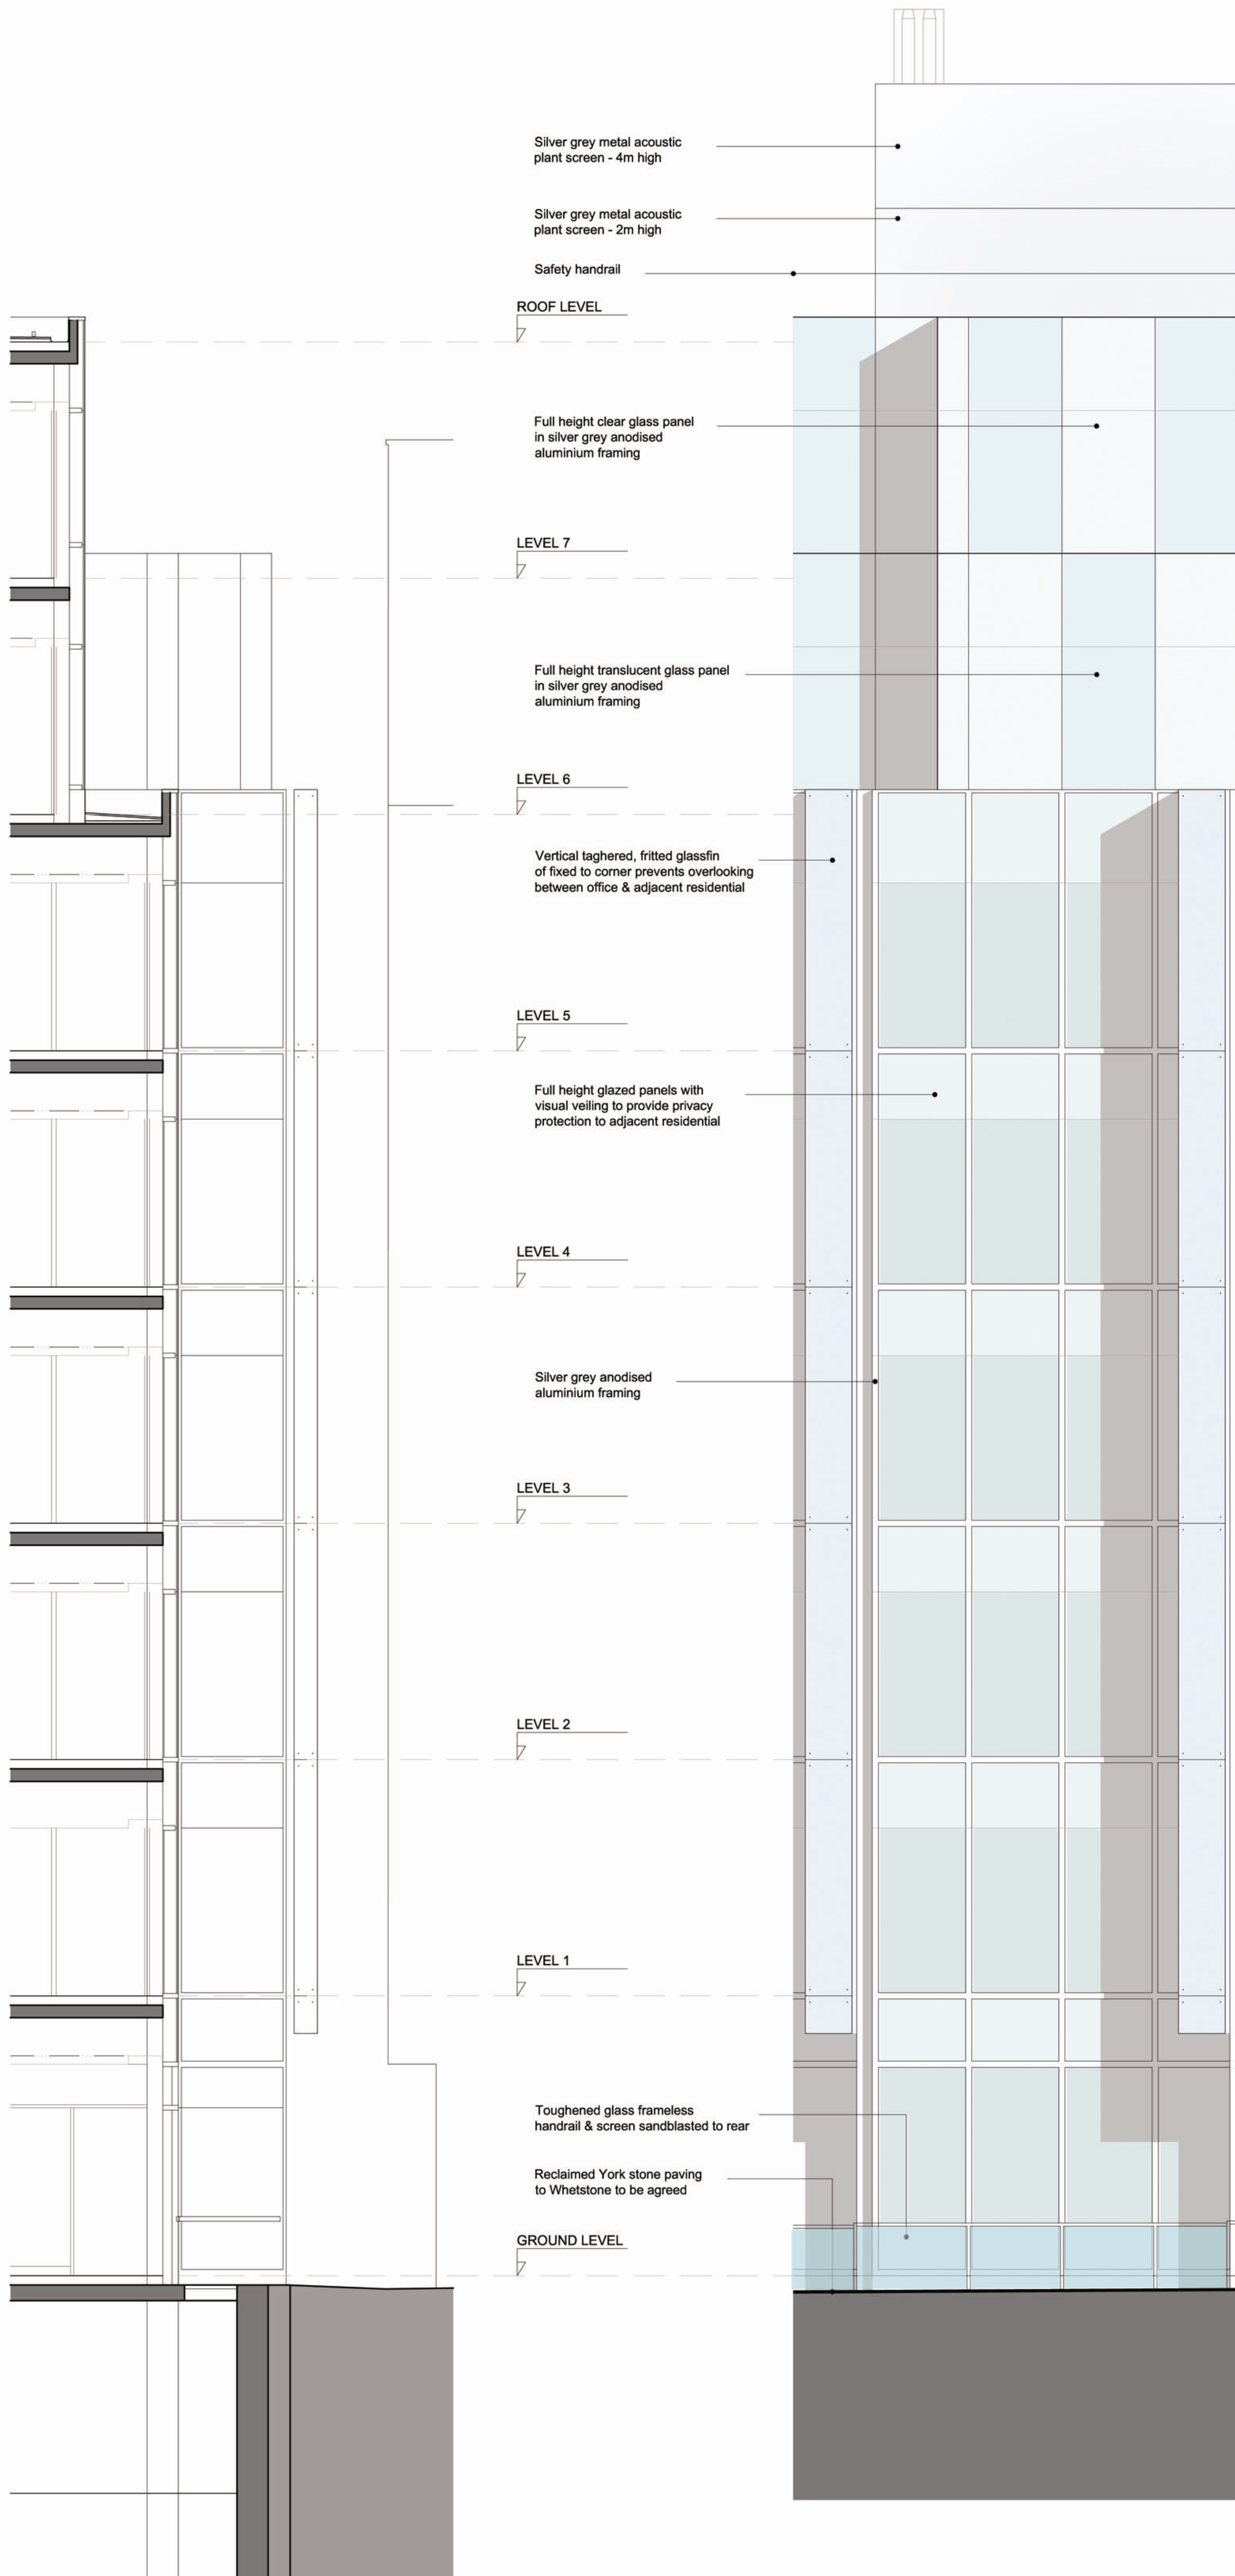 Silver grey metal acoustic
plant screen - 4m high
Silver grey metal acoustic
plant screen - 2m high
Safety handrail
ROOF LEVEL
Full height clear glass panel
in silver grey anodised
aluminium framing
LEVEL 7
Full height translucent glass panel
in silver grey anodised
aluminium framing
LEVEL 6
Vertical taghered, fritted glassfin
of fixed to corner prevents overlooking
between office & adjacent residential
LEVEL 5
Full height glazed panels with
visual veiling to provide privacy
protection to adjacent residential
LEVEL 4
Silver grey anodised
aluminium framing
LEVEL 3
LEVEL 2
LEVEL 1
Toughened glass frameless
handrail & screen sandblasted to rear
Reclaimed York stone paving
to Whetstone to be agreed
GROUND LEVEL